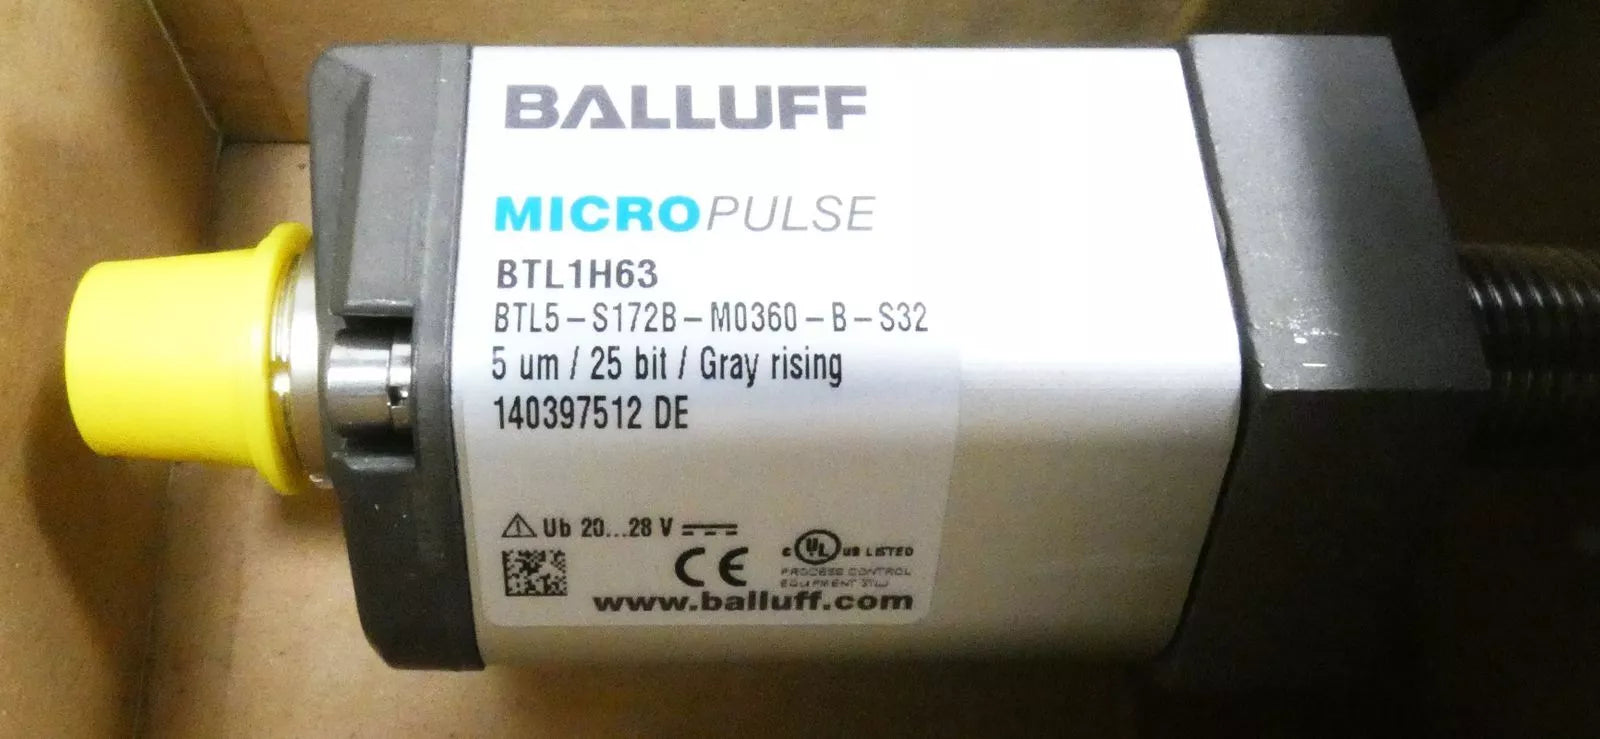 BALLUFF
MICROPULSE
BTL1H63
BTL5-S172B-M0360-B-S32
5 um / 25 bit / Gray rising
140397512 DE
Ub 20...28 V
CE
c UL US LISTED
PROCESS CONTROL
EQUIPMENT
www.balluff.com